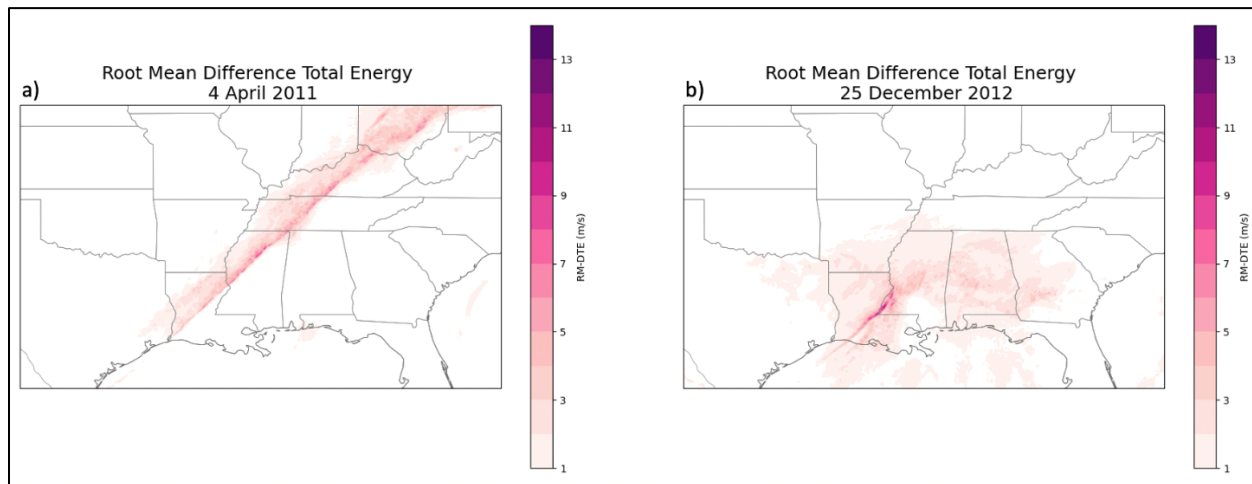 a)
Root Mean Difference Total Energy
4 April 2011
13
11
9
7
5
3
1
RM-DTE (m/s)
b)
Root Mean Difference Total Energy
25 December 2012
13
11
9
7
5
3
1
RM-DTE (m/s)